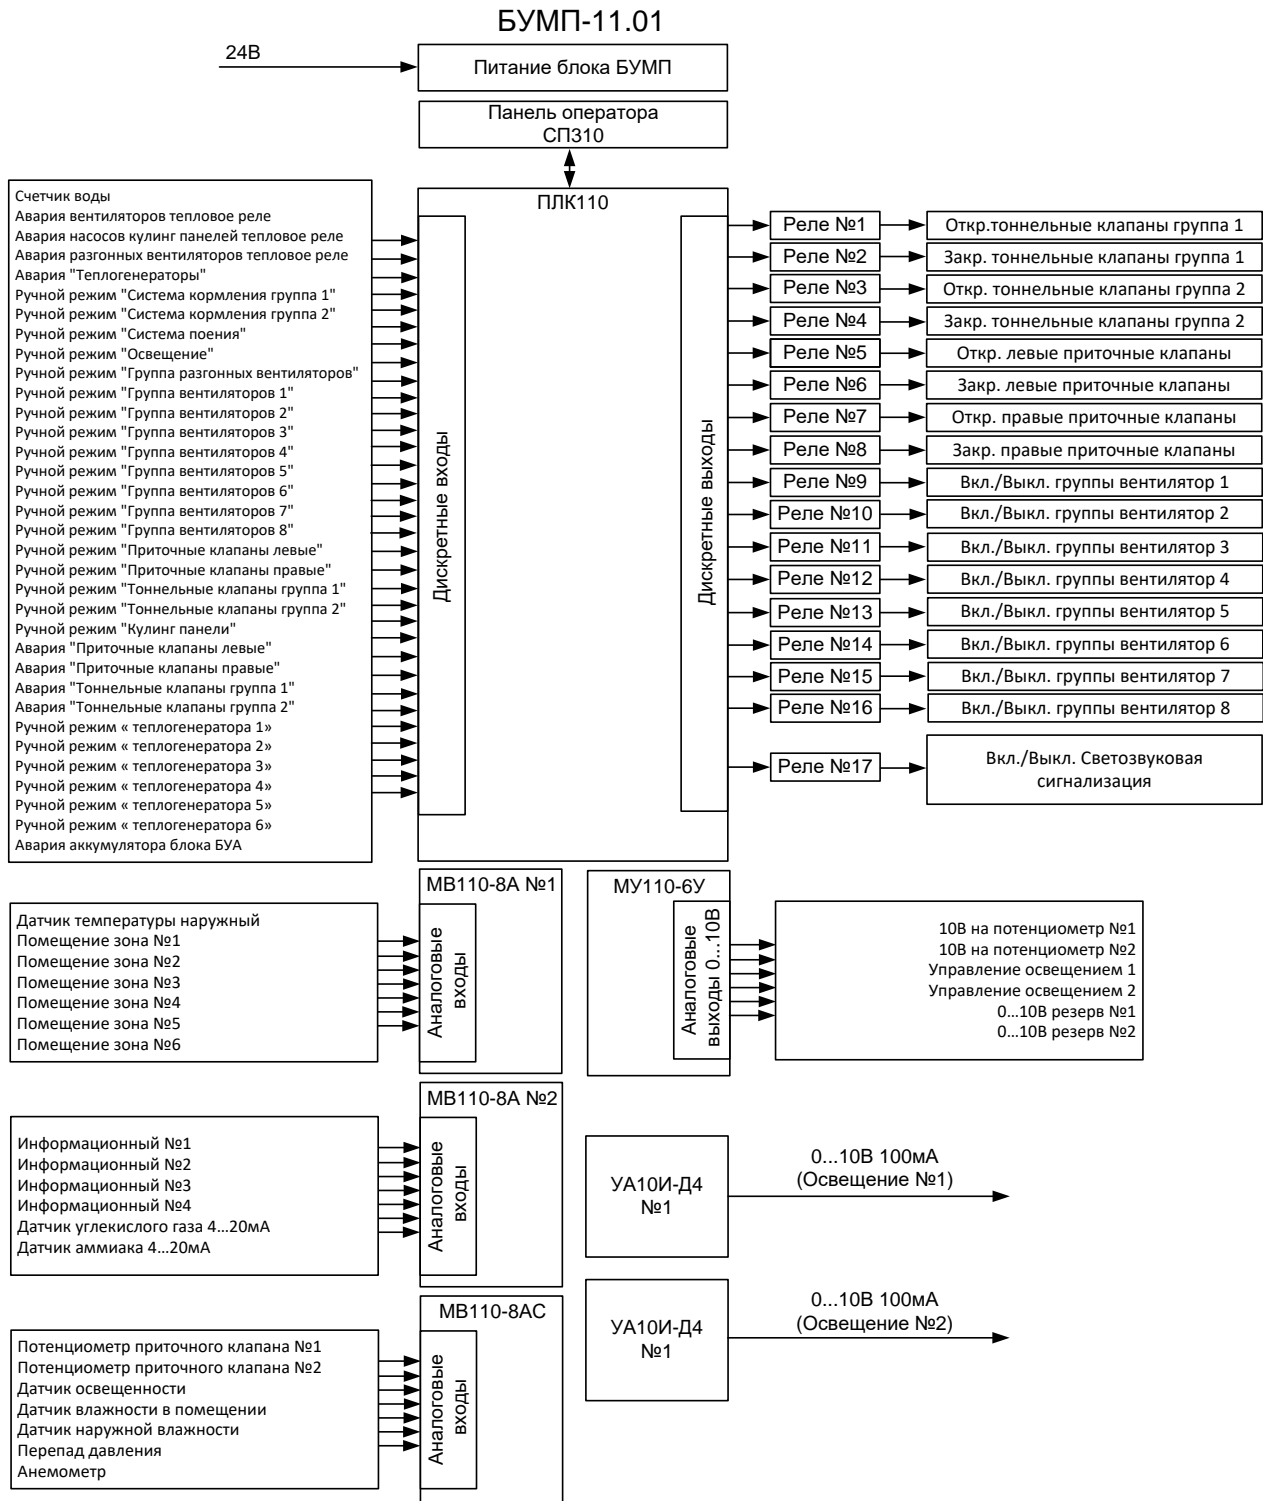 БУМП-11.01
24В
Питание блока БУМП
Панель оператора
СП310
ПЛК110
Счетчик воды
Авария вентиляторов тепловое реле
Авария насосов кулинг панелей тепловое реле
Авария разгонных вентиляторов тепловое реле
Авария "Теплогенераторы"
Ручной режим "Система кормления группа 1"
Ручной режим "Система кормления группа 2"
Ручной режим "Система поения"
Ручной режим "Освещение"
Ручной режим "Группа разгонных вентиляторов"
Ручной режим "Группа вентиляторов 1"
Ручной режим "Группа вентиляторов 2"
Ручной режим "Группа вентиляторов 3"
Ручной режим "Группа вентиляторов 4"
Ручной режим "Группа вентиляторов 5"
Ручной режим "Группа вентиляторов 6"
Ручной режим "Группа вентиляторов 7"
Ручной режим "Группа вентиляторов 8"
Ручной режим "Приточные клапаны левые"
Ручной режим "Приточные клапаны правые"
Ручной режим "Тоннельные клапаны группа 1"
Ручной режим "Тоннельные клапаны группа 2"
Ручной режим "Кулинг панели"
Авария "Приточные клапаны левые"
Авария "Приточные клапаны правые"
Авария "Тоннельные клапаны группа 1"
Авария "Тоннельные клапаны группа 2"
Ручной режим « теплогенератора 1»
Ручной режим « теплогенератора 2»
Ручной режим « теплогенератора 3»
Ручной режим « теплогенератора 4»
Ручной режим « теплогенератора 5»
Ручной режим « теплогенератора 6»
Авария аккумулятора блока БУА
Дискретные входы
Дискретные выходы
Реле №1
Откр.тоннельные клапаны группа 1
Реле №2
Закр. тоннельные клапаны группа 1
Реле №3
Откр. тоннельные клапаны группа 2
Реле №4
Закр. тоннельные клапаны группа 2
Реле №5
Откр. левые приточные клапаны
Реле №6
Закр. левые приточные клапаны
Реле №7
Откр. правые приточные клапаны
Реле №8
Закр. правые приточные клапаны
Реле №9
Вкл./Выкл. группы вентилятор 1
Реле №10
Вкл./Выкл. группы вентилятор 2
Реле №11
Вкл./Выкл. группы вентилятор 3
Реле №12
Вкл./Выкл. группы вентилятор 4
Реле №13
Вкл./Выкл. группы вентилятор 5
Реле №14
Вкл./Выкл. группы вентилятор 6
Реле №15
Вкл./Выкл. группы вентилятор 7
Реле №16
Вкл./Выкл. группы вентилятор 8
Реле №17
Вкл./Выкл. Светозвуковая
сигнализация
МВ110-8А №1
Датчик температуры наружный
Помещение зона №1
Помещение зона №2
Помещение зона №3
Помещение зона №4
Помещение зона №5
Помещение зона №6
Аналоговые
входы
МУ110-6У
Аналоговые
выходы 0...10В
10В на потенциометр №1
10В на потенциометр №2
Управление освещением 1
Управление освещением 2
0...10В резерв №1
0...10В резерв №2
МВ110-8А №2
Информационный №1
Информационный №2
Информационный №3
Информационный №4
Датчик углекислого газа 4...20мА
Датчик аммиака 4...20мА
Аналоговые
входы
УА10И-Д4
№1
0...10В 100мА
(Освещение №1)
МВ110-8АС
Потенциометр приточного клапана №1
Потенциометр приточного клапана №2
Датчик освещенности
Датчик влажности в помещении
Датчик наружной влажности
Перепад давления
Анемометр
Аналоговые
входы
УА10И-Д4
№1
0...10В 100мА
(Освещение №2)